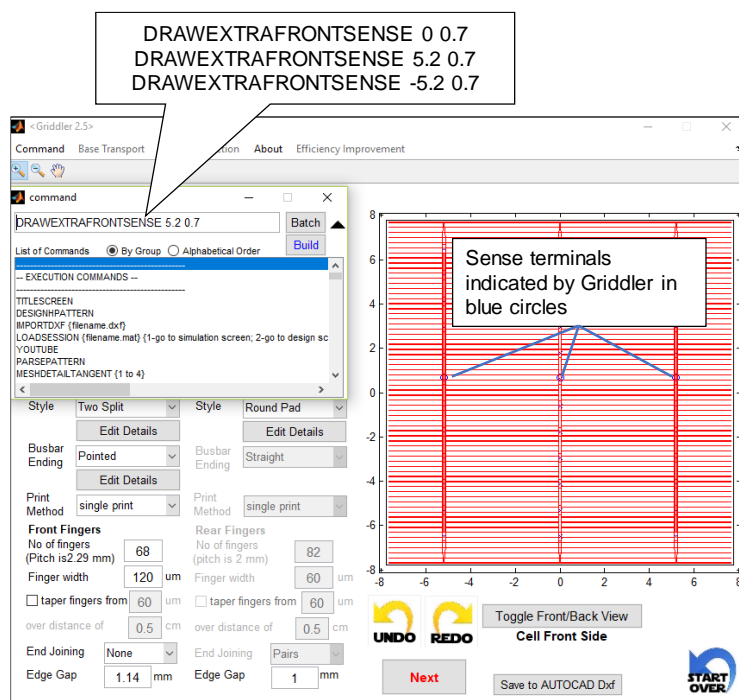 DRAWEXTRAFRONTSENSE 0 0.7
DRAWEXTRAFRONTSENSE 5.2 0.7
DRAWEXTRAFRONTSENSE -5.2 0.7
<Griddler 2.5>
Command Base Transport ction About Efficiency Improvement
command
DRAWEXTRAFRONTSENSE 5.2 0.7 Batch
List of Commands By Group Alphabetical Order Build
-- EXECUTION COMMANDS --
TITLESCREEN
DESIGNHPATTERN
IMPORTDXF {filename.dxf}
LOADSESSION {filename.mat} {1-go to simulation screen; 2-go to design sc
YOUTUBE
PARSEPATTERN
MESHDETAILTANGENT {1 to 4}
Sense terminals
indicated by Griddler in
blue circles
8
6
4
2
0
-2
-4
-6
-8
-8 -6 -4 -2 0 2 4 6 8
Style Two Split Style Round Pad
Edit Details Edit Details
Busbar Ending Pointed Busbar Ending Straight
Edit Details
Print Method single print Print Method single print
Front Fingers Rear Fingers
No of fingers (Pitch is2.29 mm) 68 No of fingers (pitch is 2 mm) 82
Finger width 120 um Finger width 60 um
taper fingers from 60 um taper fingers from 60 um
over distance of 0.5 cm over distance of 0.5 cm
End Joining None End Joining Pairs
Edge Gap 1.14 mm Edge Gap 1 mm
UNDO REDO
Toggle Front/Back View
Cell Front Side
Next
Save to AUTOCAD Dxf
START
OVER